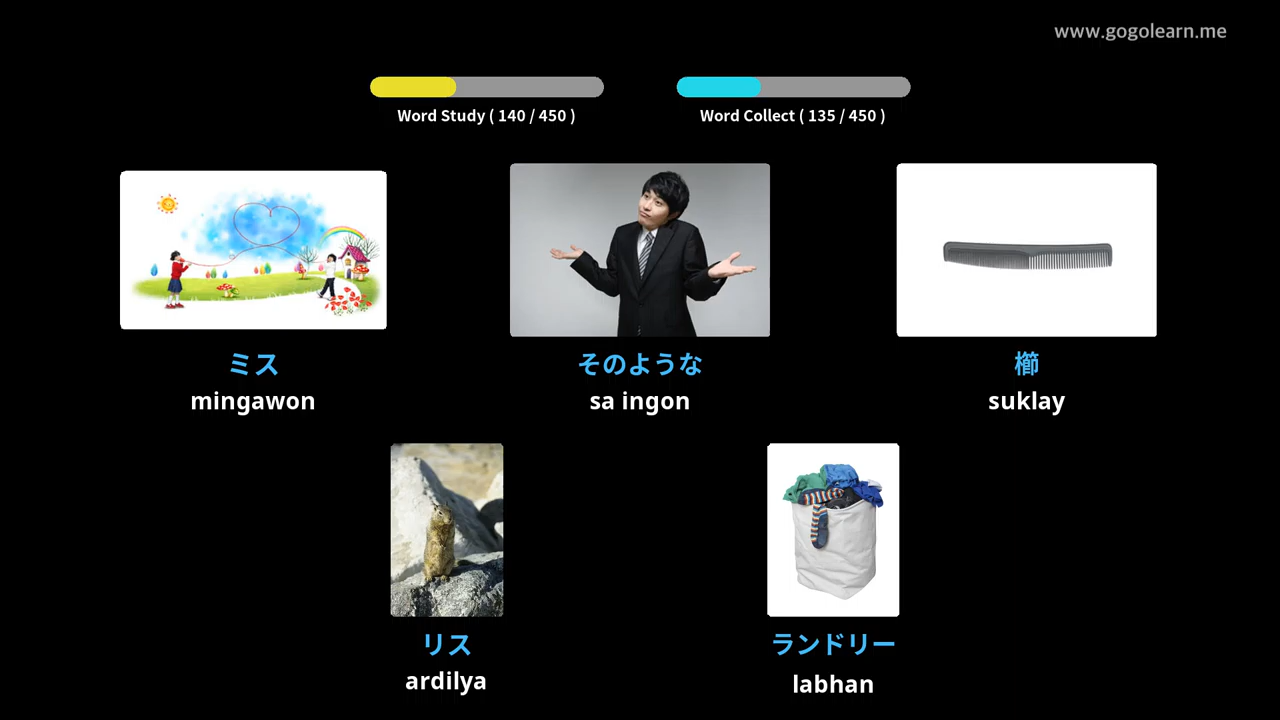 www.gogolearn.me
Word Study ( 140 / 450 )
Word Collect ( 135 / 450 )
ミス
mingawon
そのような
sa ingon
櫛
suklay
リス
ardilya
ランドリー
labhan